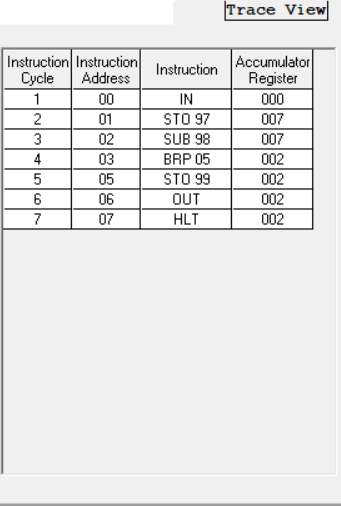 Trace View
Instruction Cycle Instruction Address Instruction Accumulator Register
1 00 IN 000
2 01 STO 97 007
3 02 SUB 98 007
4 03 BRP 05 002
5 05 STO 99 002
6 06 OUT 002
7 07 HLT 002